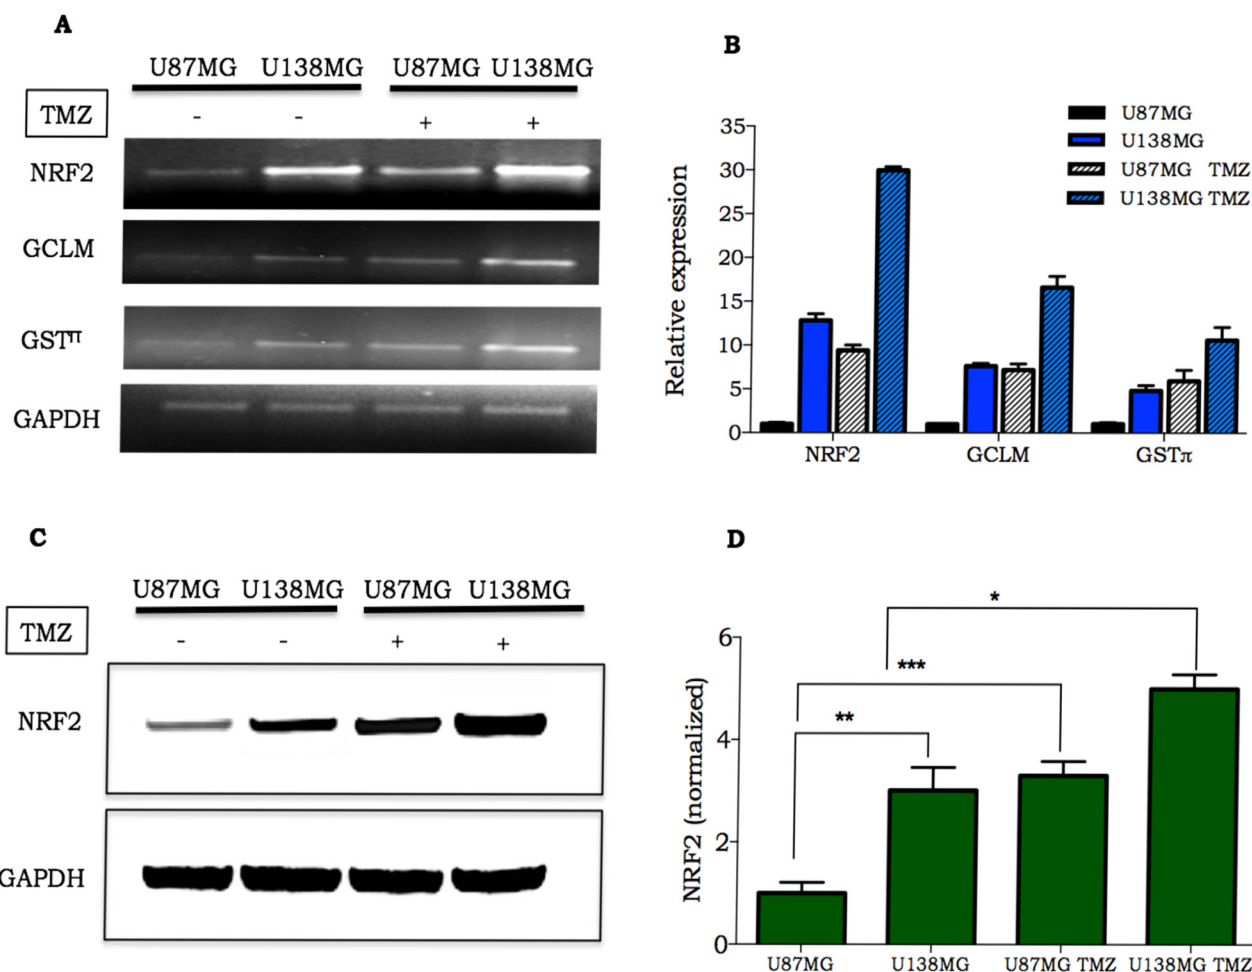 A
U87MG U138MG U87MG U138MG
TMZ - - + +
NRF2
GCLM
GSTπ
GAPDH
B
U87MG
U138MG
U87MG TMZ
U138MG TMZ
Relative expression
35
30
25
20
15
10
5
0
NRF2 GCLM GSTπ
C
U87MG U138MG U87MG U138MG
TMZ - - + +
NRF2
GAPDH
D
*
***
**
NRF2 (normalized)
6
4
2
0
U87MG U138MG U87MG TMZ U138MG TMZ